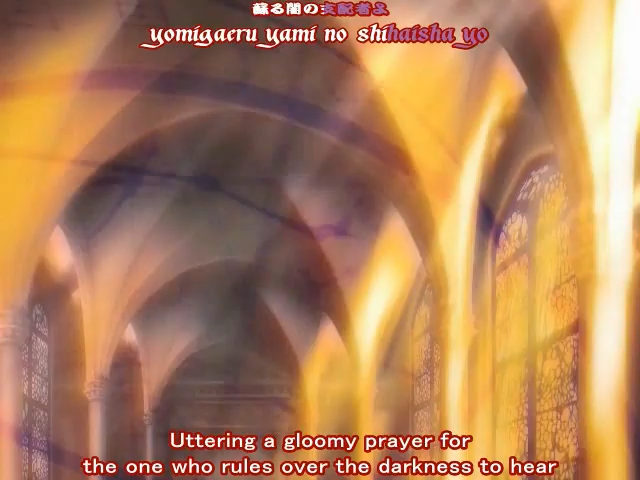 蘇る闇の支配者よ
yomigaeru yami no shihaisha yo
Uttering a gloomy prayer for
the one who rules over the darkness to hear